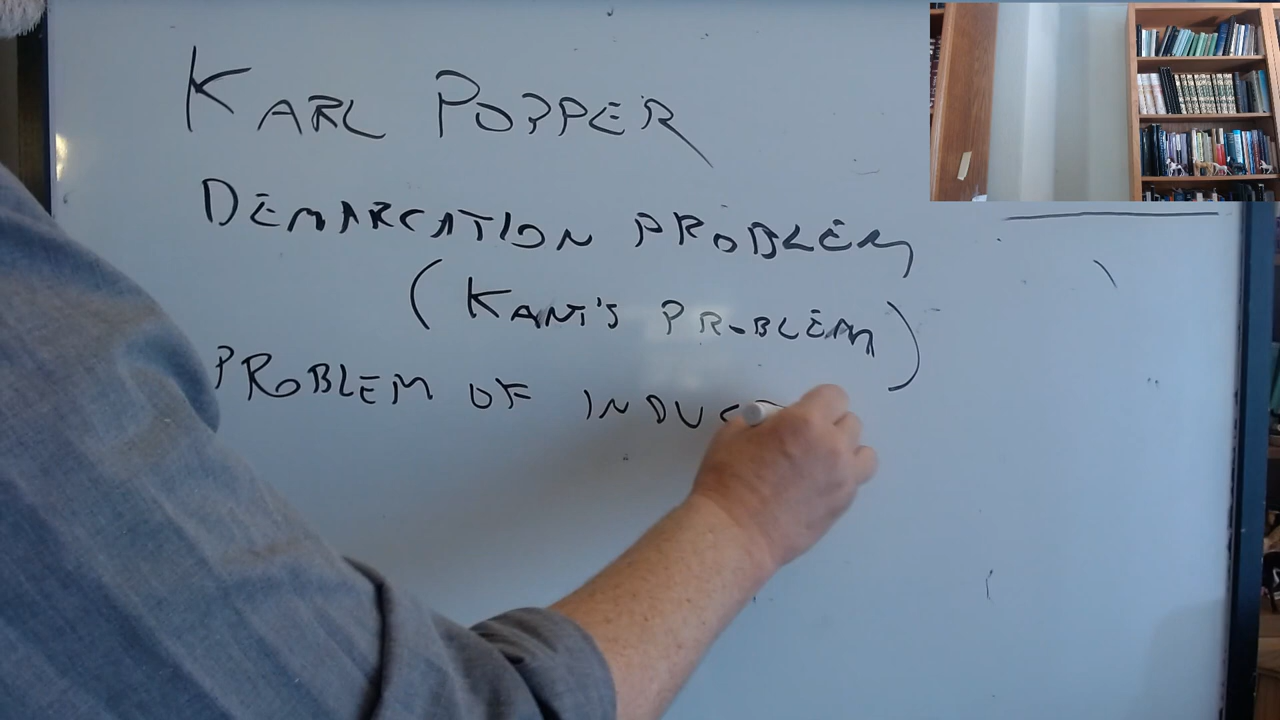 KARL POPPER
DEMARCATION PROBLEM
(KANT'S PROBLEM)
PROBLEM OF INDUC